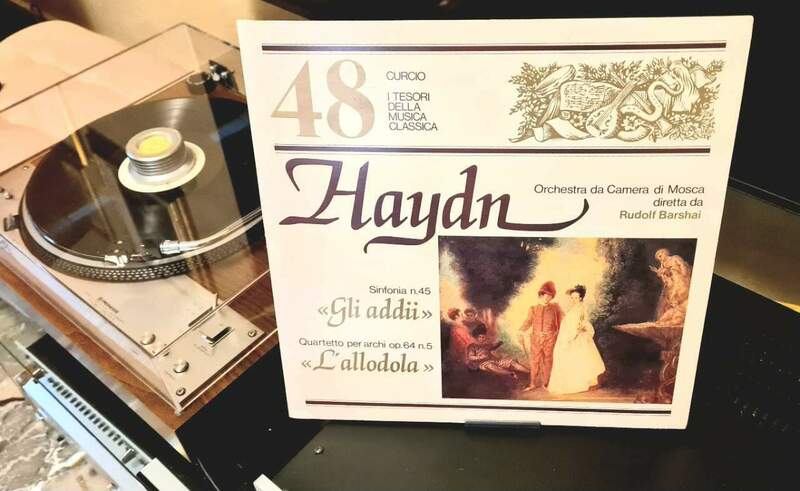 48
CURCIO
I TESORI
DELLA
MUSICA
CLASSICA
Haydn
Orchestra da Camera di Mosca
diretta da
Rudolf Barshai
Sinfonia n.45
«Gli addii»
Quartetto per archi op.64 n.5
«L'allodola»